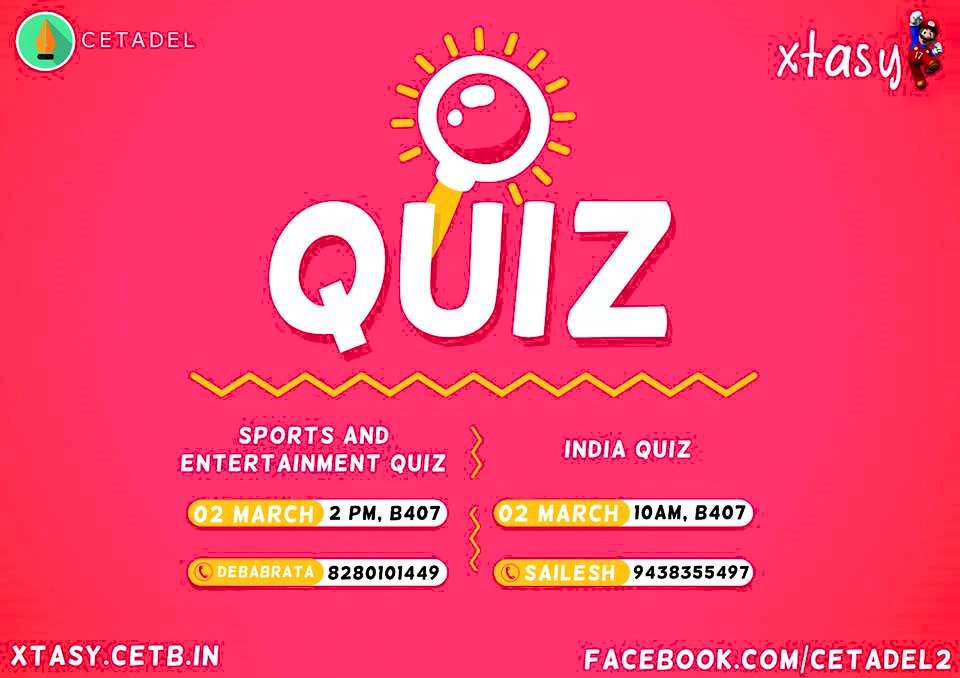 CETADEL
xtasy
17
QUIZ
SPORTS AND
ENTERTAINMENT QUIZ
02 MARCH 2 PM, B407
DEBABRATA 8280101449
INDIA QUIZ
02 MARCH 10AM, B407
SAILESH 9438355497
XTASY.CETB.IN
FACEBOOK.COM/CETADEL2